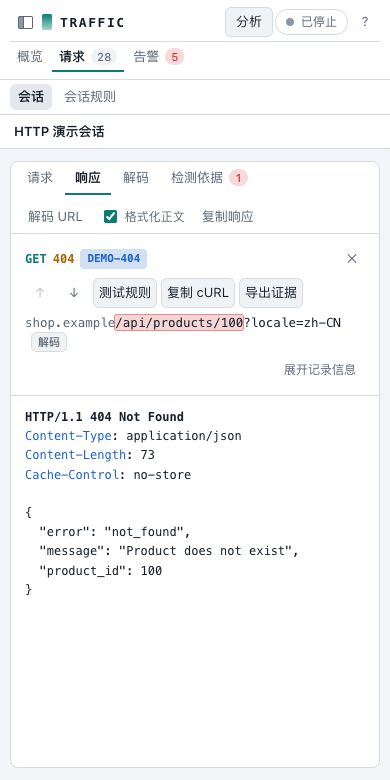 TRAFFIC 分析 已停止 ?
概览 请求 28 告警 5
会话 会话规则
HTTP 演示会话
请求 响应 解码 检测依据 1
解码 URL 格式化正文 复制响应
GET 404 DEMO-404 ×
↑ ↓ 测试规则 复制 cURL 导出证据
shop.example/api/products/100?locale=zh-CN
解码
展开记录信息
HTTP/1.1 404 Not Found
Content-Type: application/json
Content-Length: 73
Cache-Control: no-store
{
  "error": "not_found",
  "message": "Product does not exist",
  "product_id": 100
}